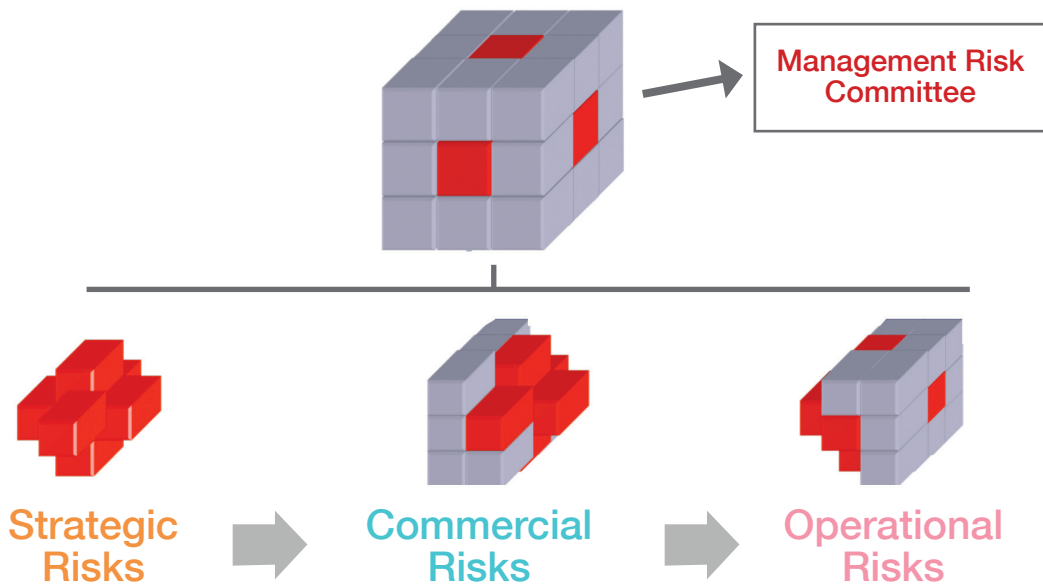 Management Risk
Committee
Strategic
Risks
Commercial
Risks
Operational
Risks